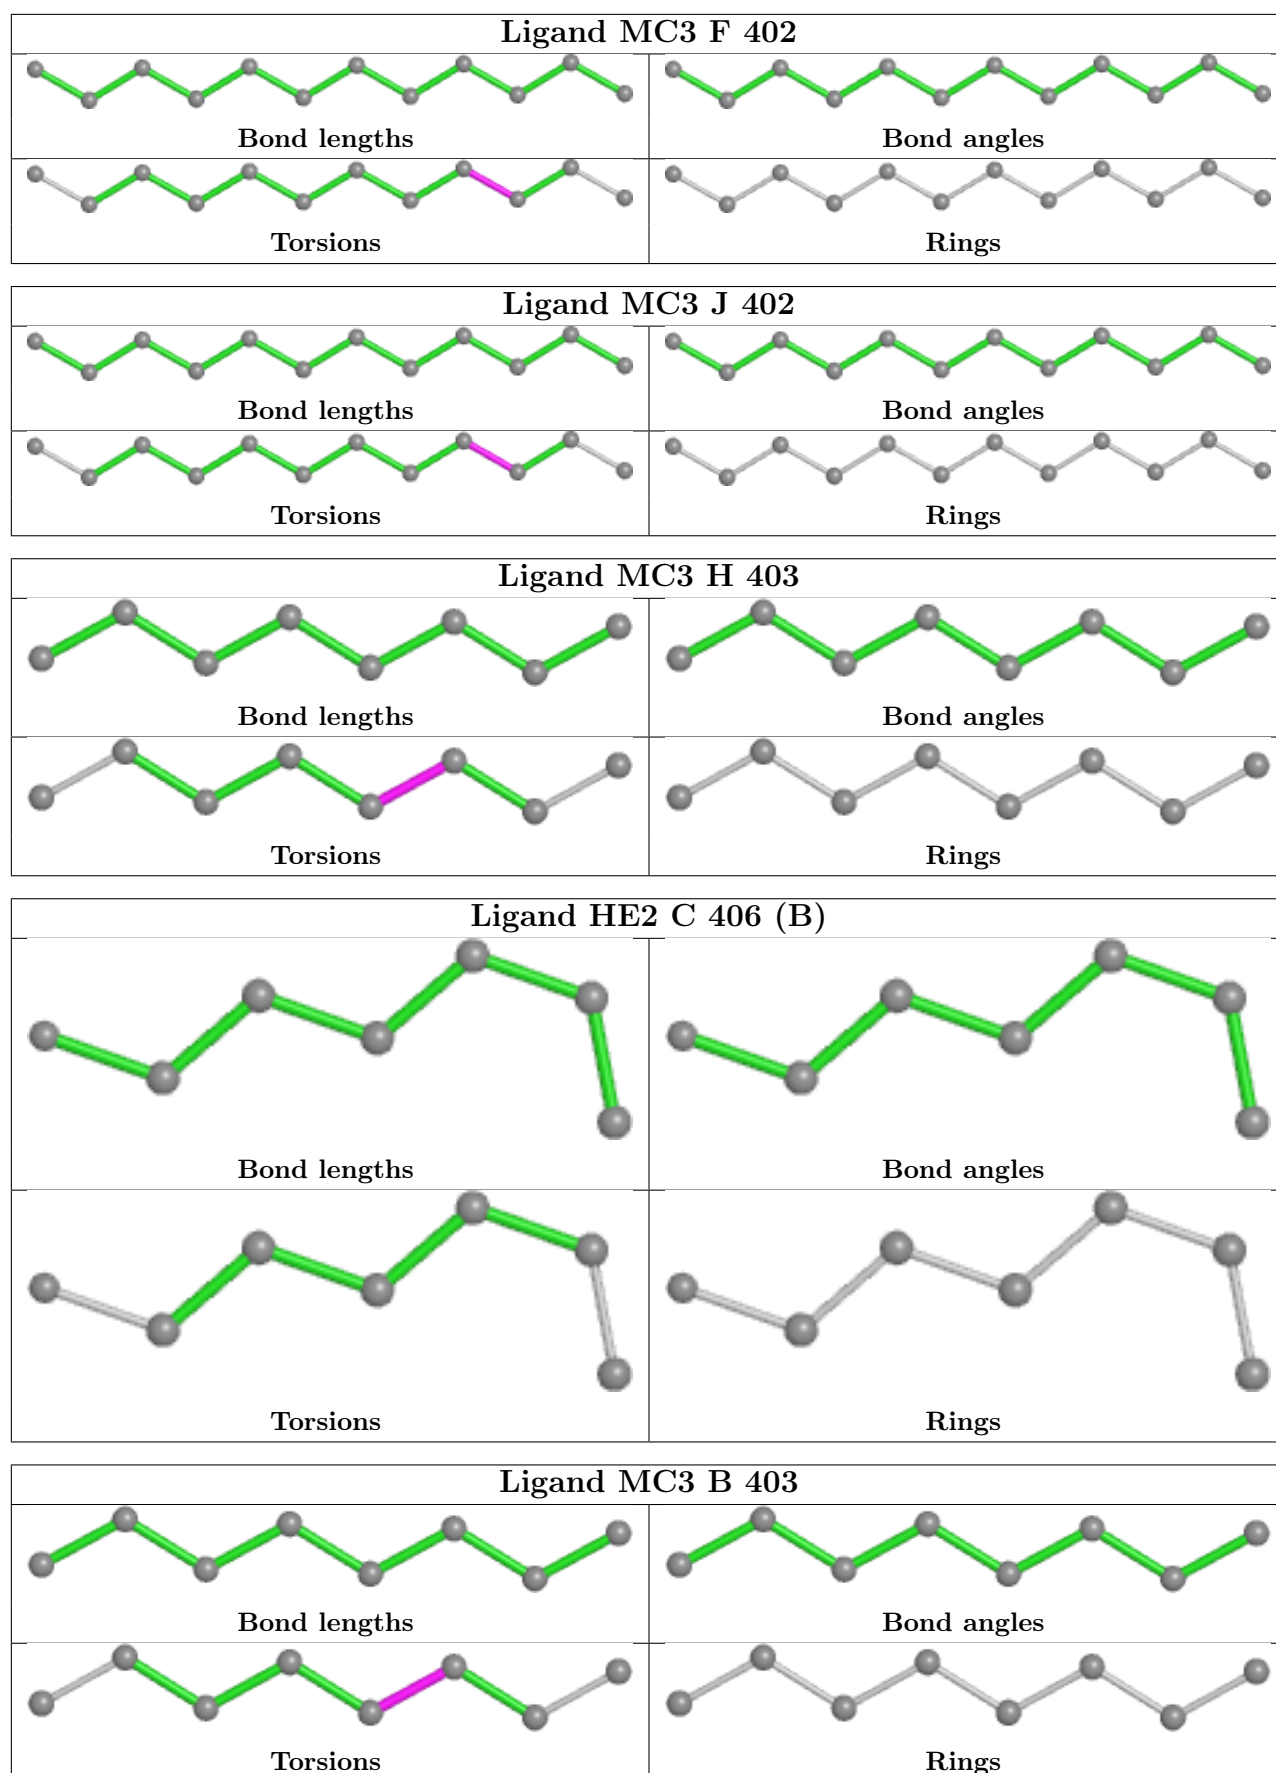 Ligand MC3 F 402
Bond lengths Bond angles
Torsions Rings
Ligand MC3 J 402
Bond lengths Bond angles
Torsions Rings
Ligand MC3 H 403
Bond lengths Bond angles
Torsions Rings
Ligand HE2 C 406 (B)
Bond lengths Bond angles
Torsions Rings
Ligand MC3 B 403
Bond lengths Bond angles
Torsions Rings